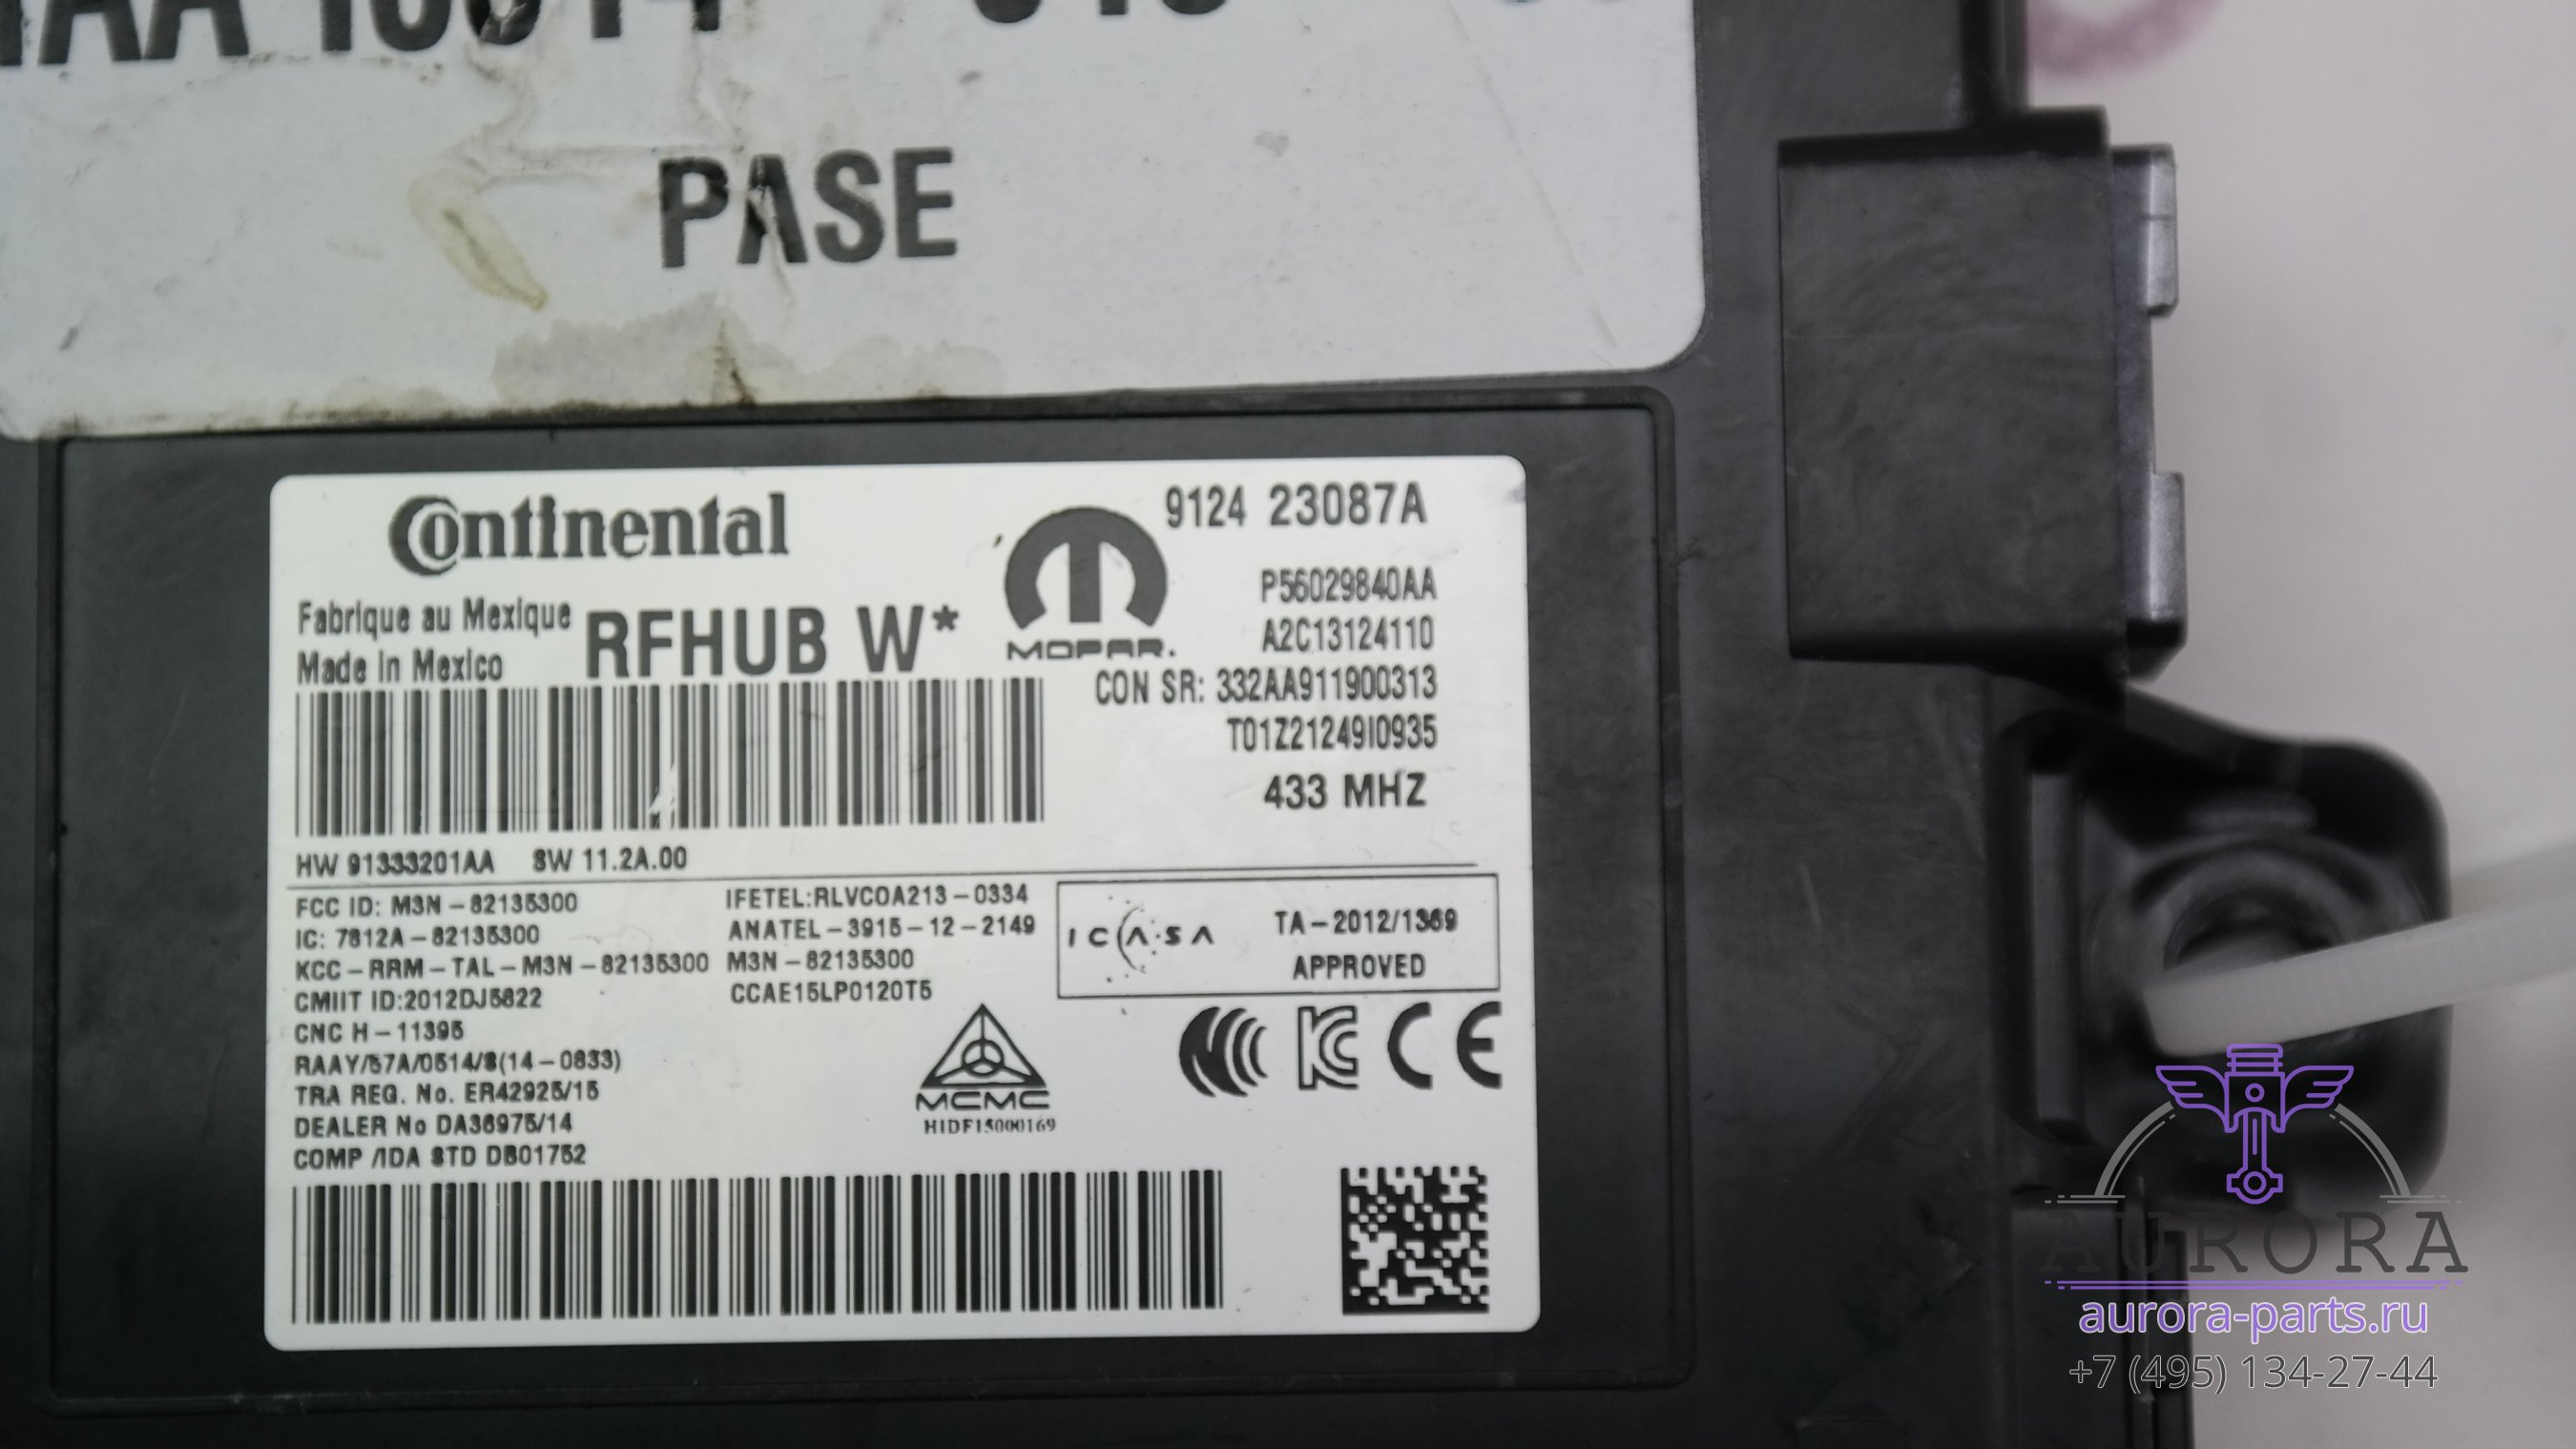 PASE
Continental
9124 23087A
Fabrique au Mexique
Made in Mexico
RFHUB W*
MOPAR.
P56029840AA
A2C13124110
CON SR: 332AA911900313
T01Z21249I0935
433 MHZ
HW 91333201AA SW 11.2A.00
FCC ID: M3N-82135300
IC: 7812A-82135300
KCC-RRM-TAL-M3N-82135300
CMIIT ID:2012DJ5822
CNC H-11395
RAAY/57A/0514/S(14-0833)
TRA REG. No. ER42925/15
DEALER No DA36975/14
COMP /IDA STD DB01752
IFETEL:RLVCOA213-0334
ANATEL-3915-12-2149
M3N-82135300
CCAE15LP0120T5
ICASA
TA-2012/1369
APPROVED
MCMC
HIDF15000169
CE
AURORA
aurora-parts.ru
+7 (495) 134-27-44